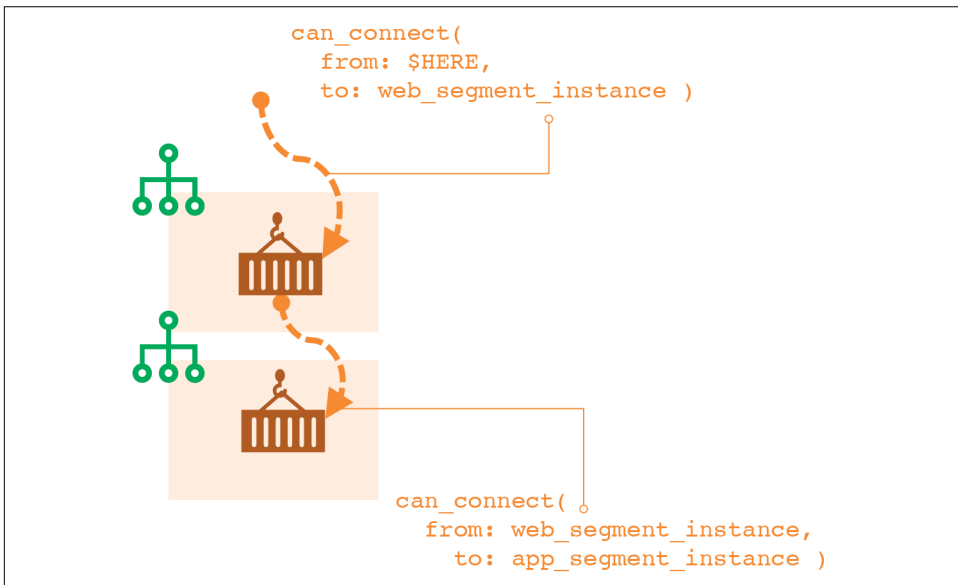 can_connect(
from: $HERE,
to: web_segment_instance )
can_connect(
from: web_segment_instance,
to: app_segment_instance )